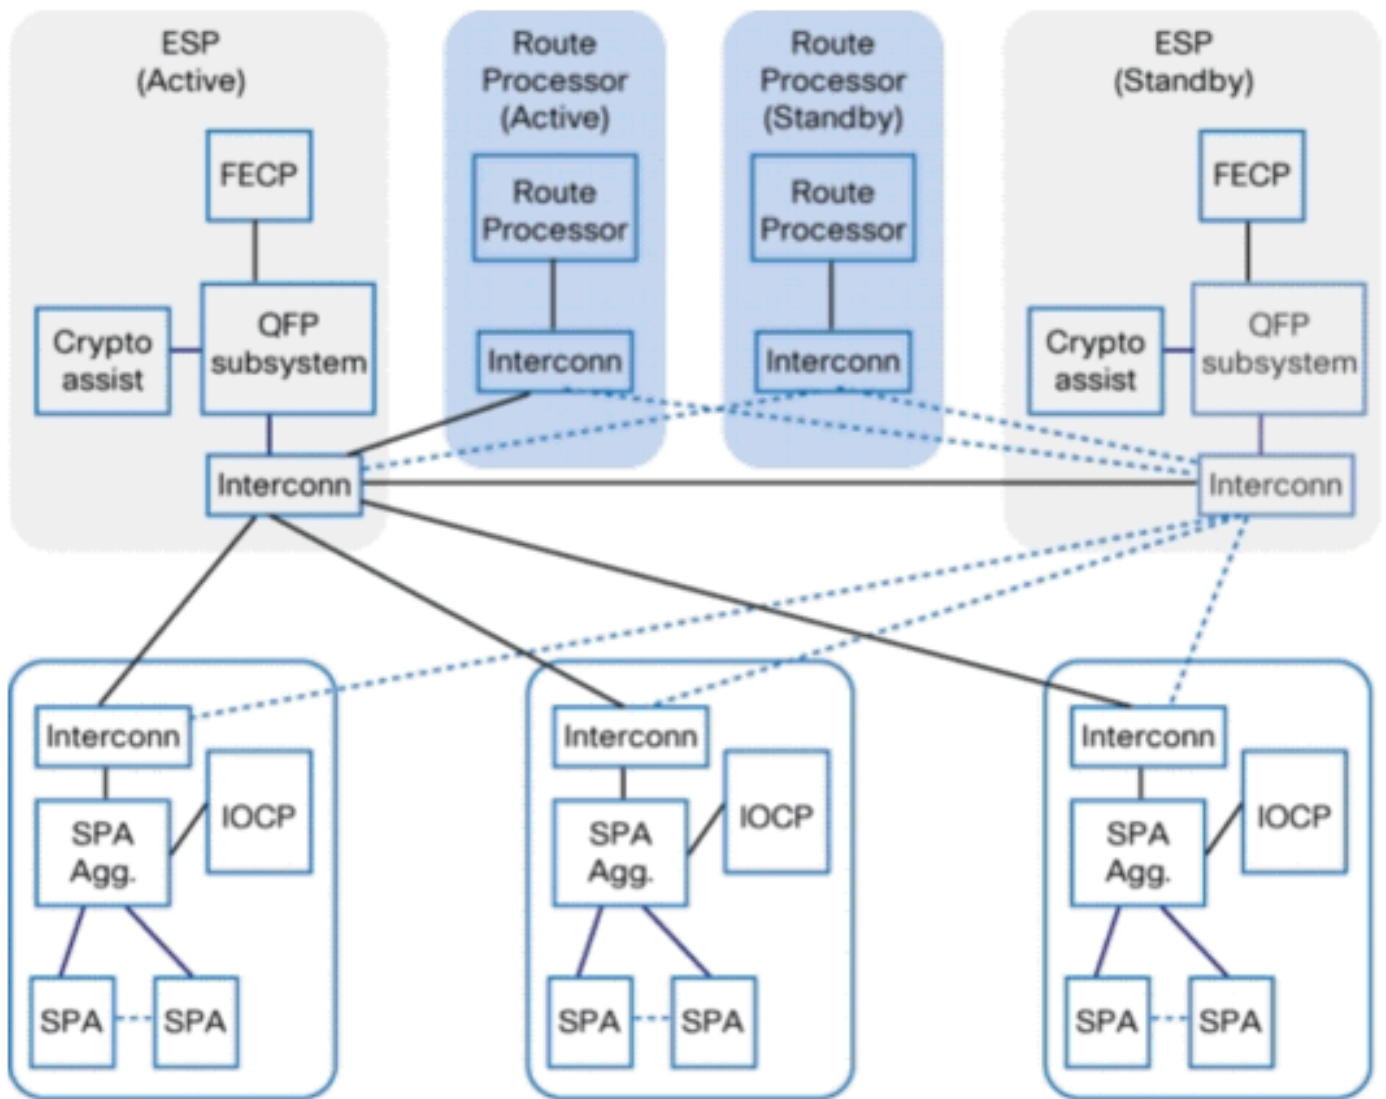 ESP
(Active)
FECP
Crypto
assist
QFP
subsystem
Interconn
Route
Processor
(Active)
Route
Processor
Interconn
Route
Processor
(Standby)
Route
Processor
Interconn
ESP
(Standby)
FECP
Crypto
assist
QFP
subsystem
Interconn
Interconn
IOCP
SPA
Agg.
SPA
SPA
Interconn
IOCP
SPA
Agg.
SPA
SPA
Interconn
IOCP
SPA
Agg.
SPA
SPA